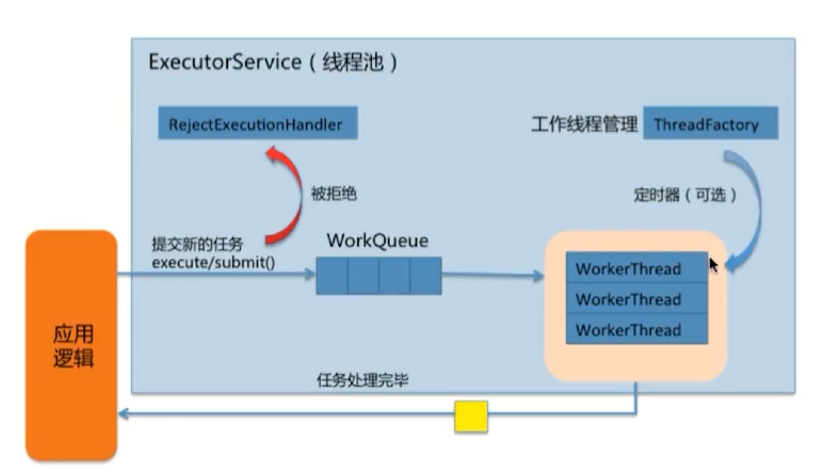 ExecutorService（线程池）
RejectExecutionHandler
工作线程管理
ThreadFactory
被拒绝
定时器（可选）
提交新的任务
execute/submit()
WorkQueue
WorkerThread
WorkerThread
WorkerThread
应用
逻辑
任务处理完毕